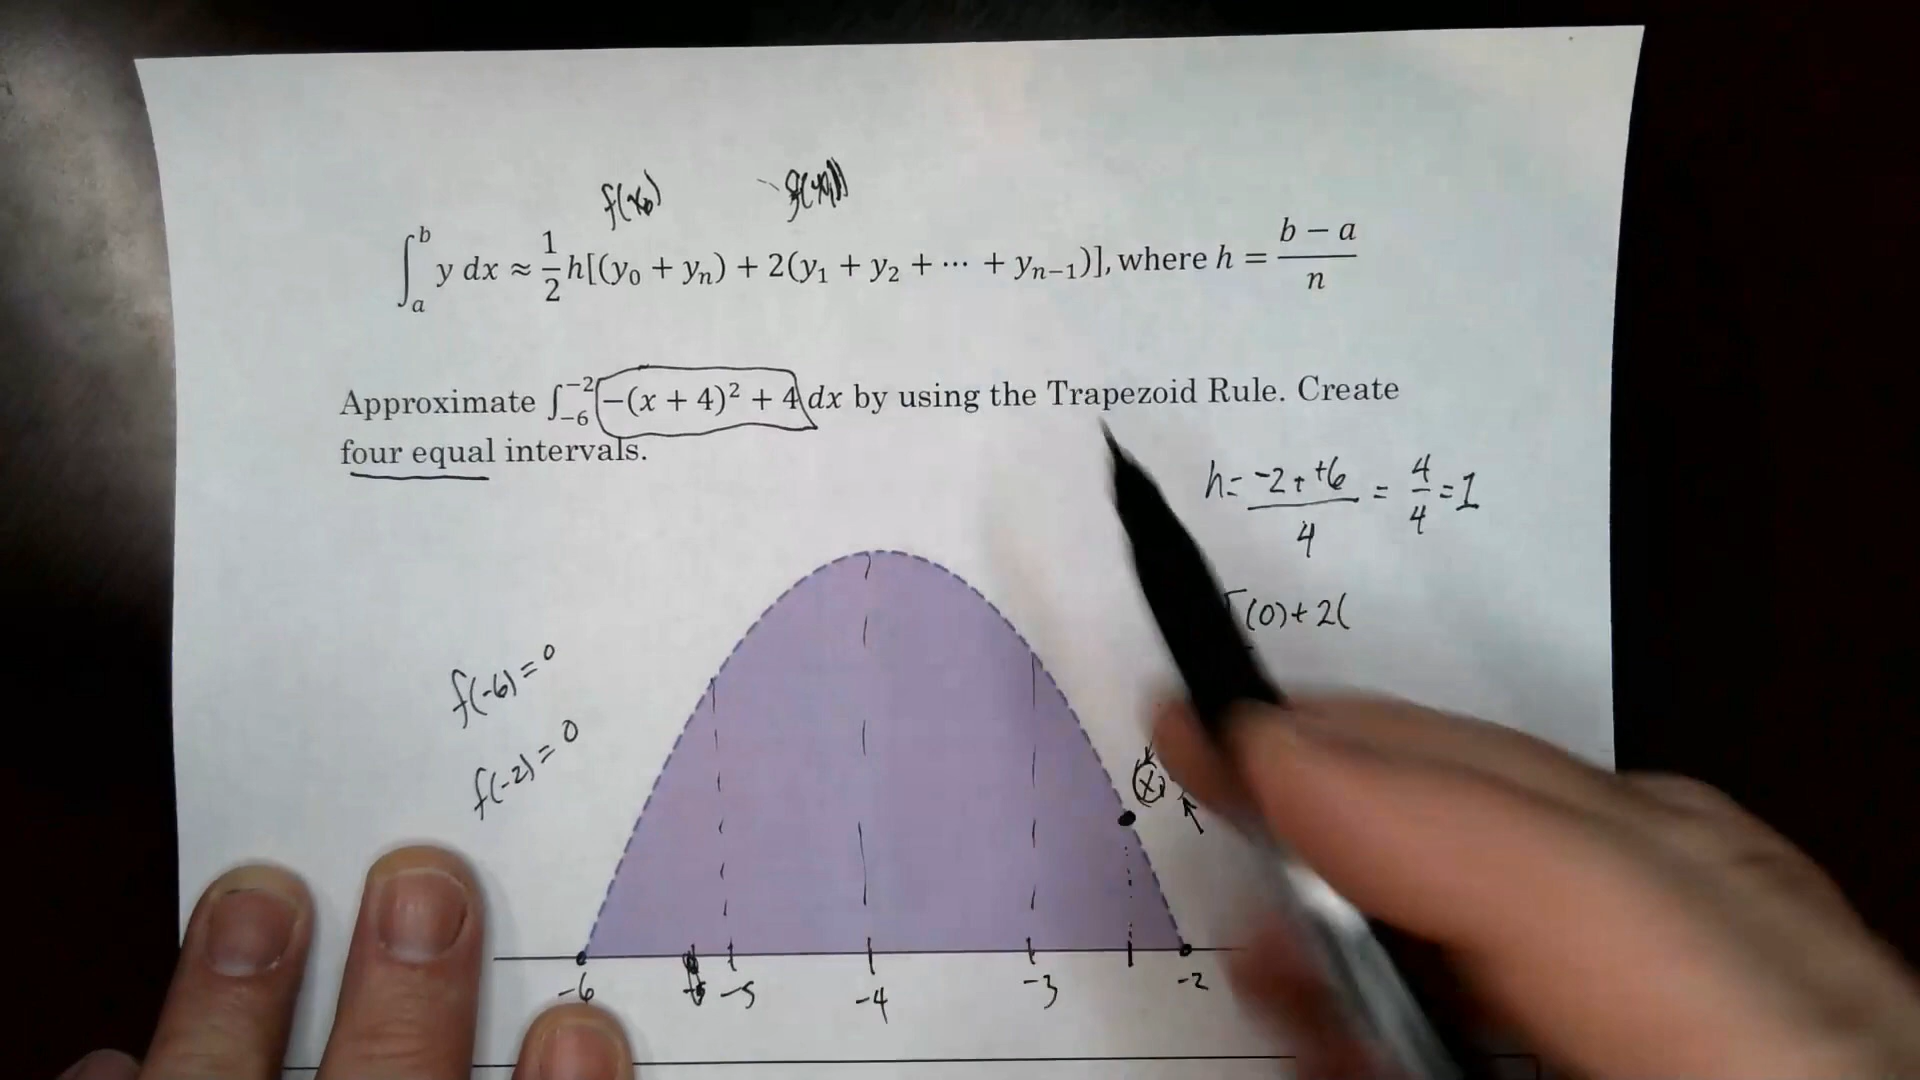 f(x₀)
∫ₐᵇ y dx ≈ 1/2 h[(y₀ + yₙ) + 2(y₁ + y₂ + ⋯ + yₙ₋₁)], where h = (b − a)/n
Approximate ∫₋₆⁻² −(x + 4)² + 4 dx by using the Trapezoid Rule. Create
four equal intervals.
h = (-2 + +6)/4 = 4/4 = 1
[(0) + 2(
f(-6) = 0
f(-2) = 0
x
-6 -5 -4 -3 -2